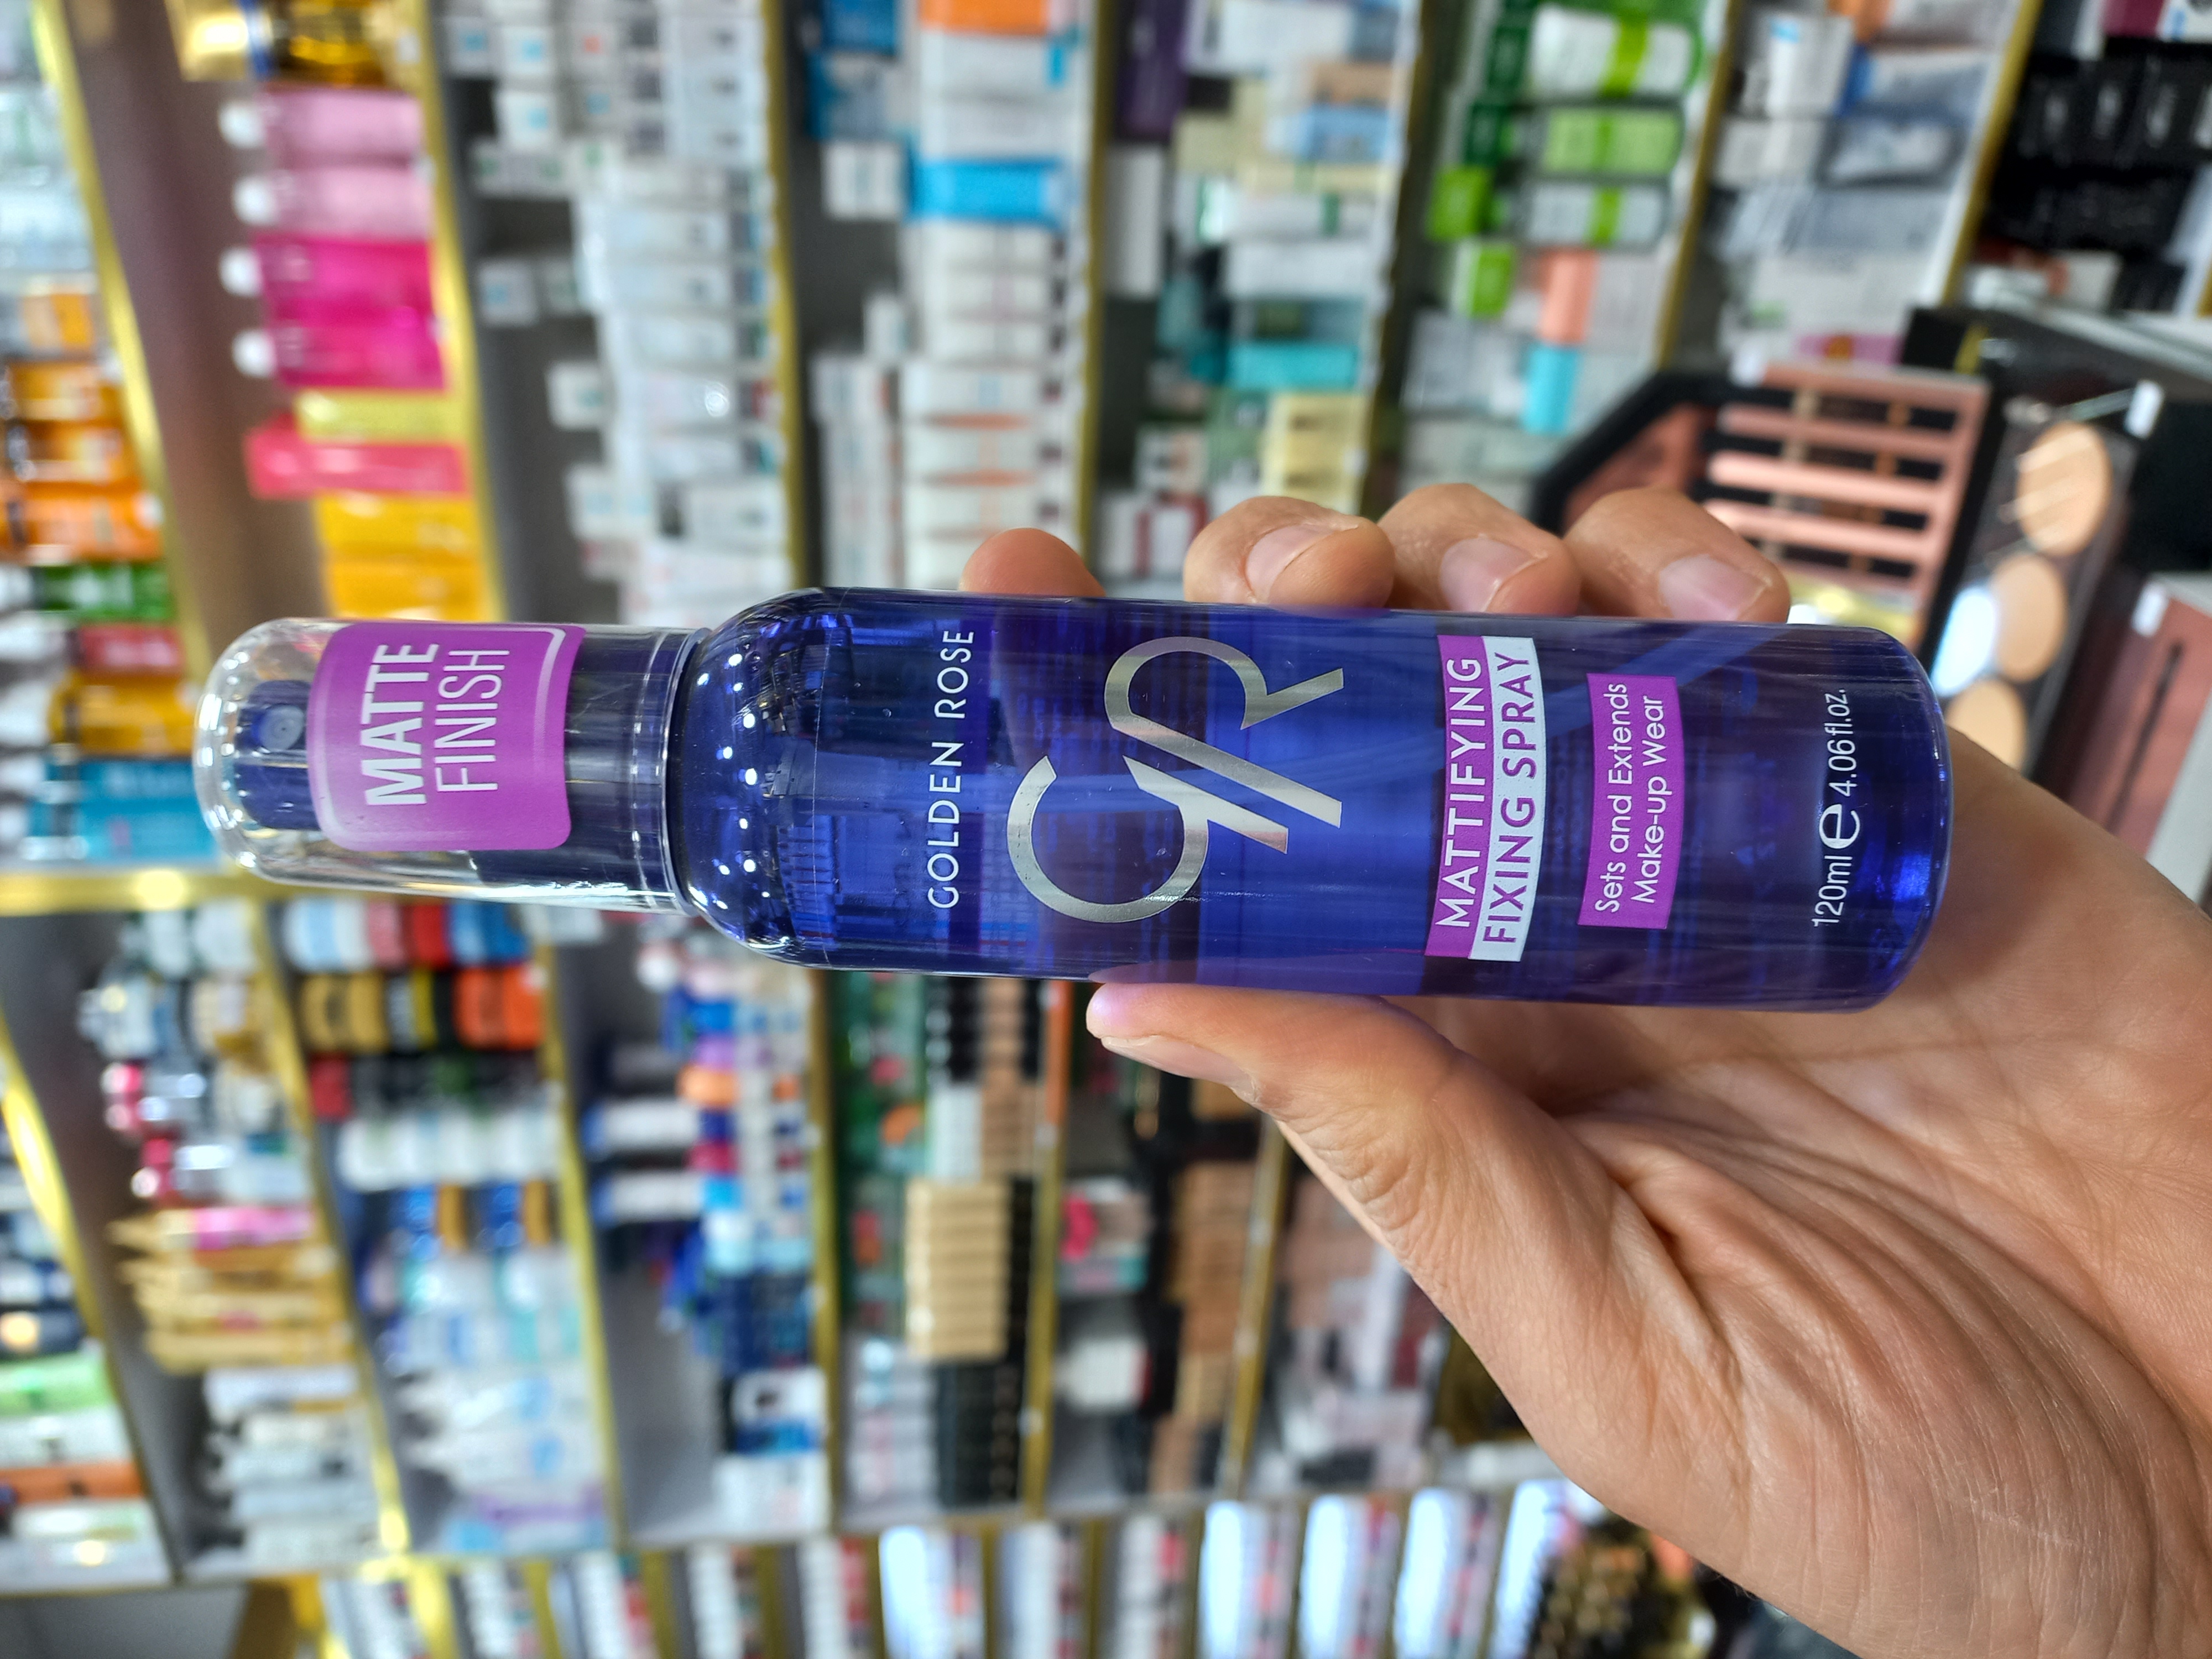 MATTE
FINISH
GOLDEN ROSE
GR
MATTIFYING
FIXING SPRAY
Sets and Extends
Make-up Wear
120ml ℮ 4.06fl.oz.